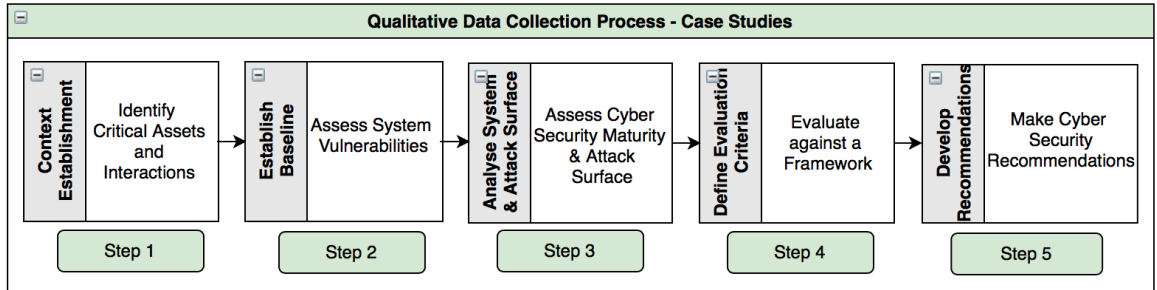 Qualitative Data Collection Process - Case Studies
Context
Establishment
Identify
Critical Assets
and
Interactions
Step 1
Establish
Baseline
Assess System
Vulnerabilities
Step 2
Analyse System
& Attack Surface
Assess Cyber
Security Maturity
& Attack
Surface
Step 3
Define Evaluation
Criteria
Evaluate
against a
Framework
Step 4
Develop
Recommendations
Make Cyber
Security
Recommendations
Step 5